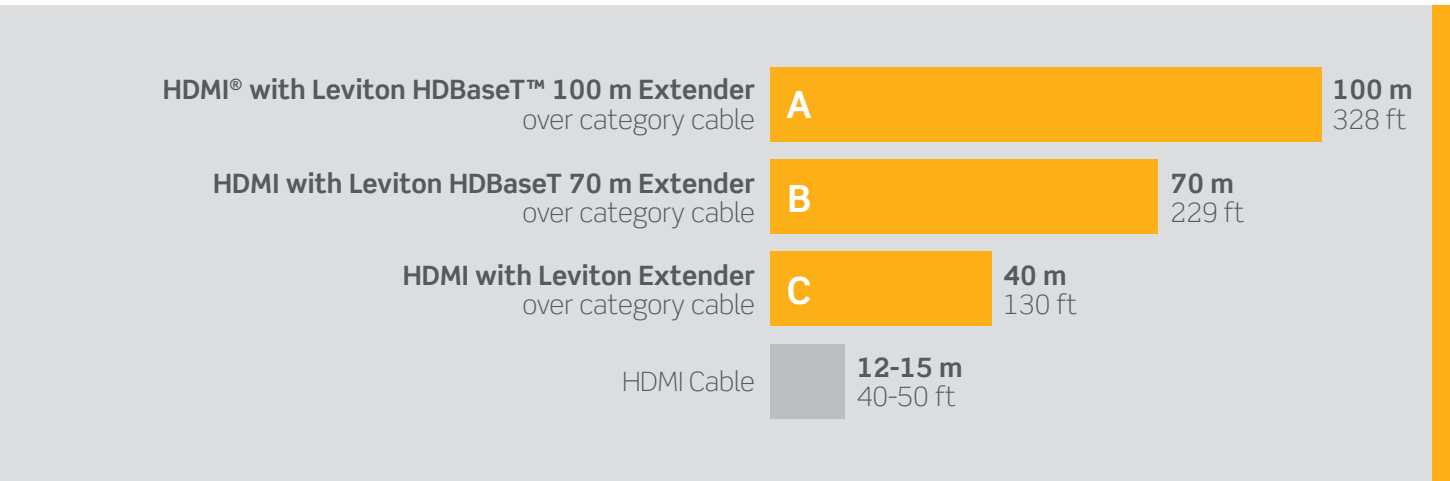 HDMI® with Leviton HDBaseT™ 100 m Extender
over category cable
A
100 m
328 ft
HDMI with Leviton HDBaseT 70 m Extender
over category cable
B
70 m
229 ft
HDMI with Leviton Extender
over category cable
C
40 m
130 ft
HDMI Cable
12-15 m
40-50 ft